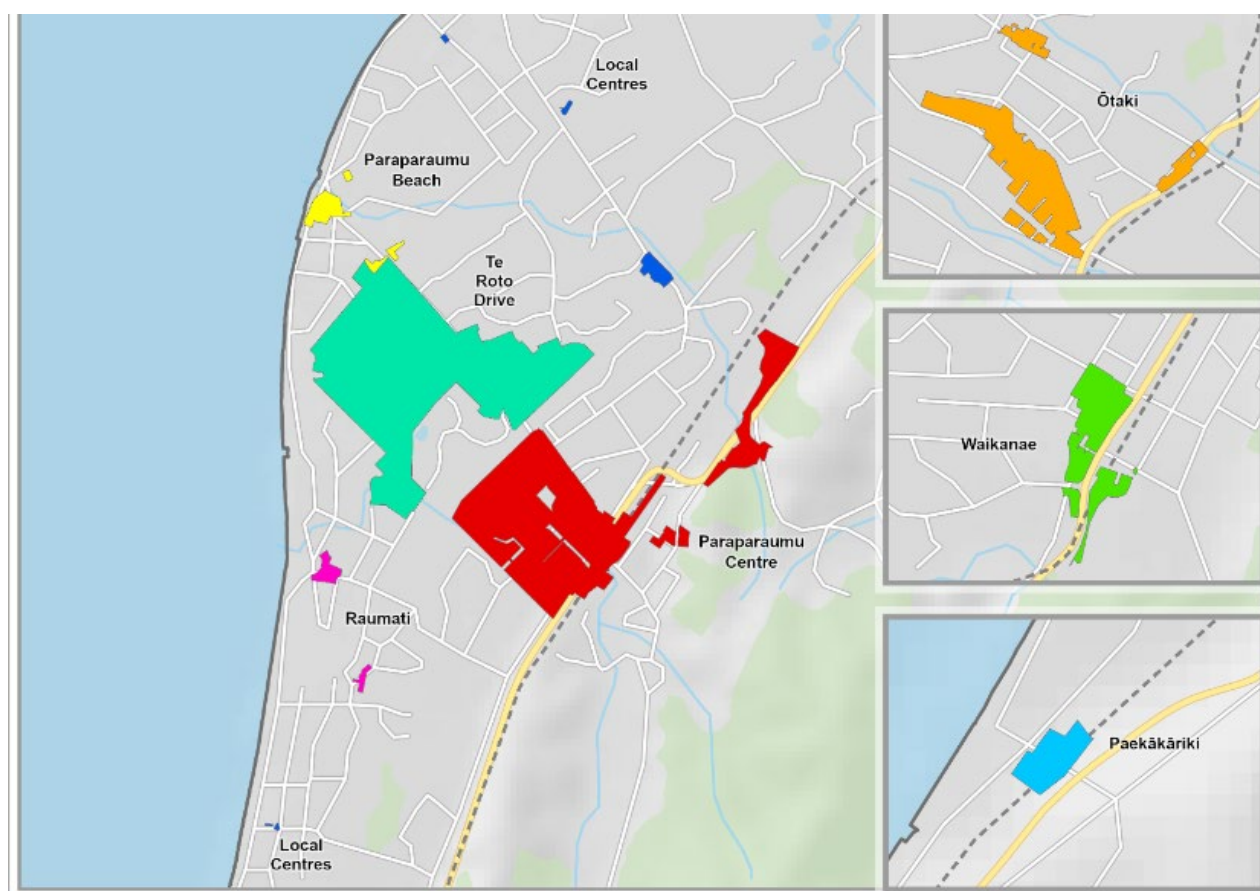 Local
Centres
Paraparaumu
Beach
Te
Roto
Drive
Paraparaumu
Centre
Raumati
Local
Centres
Ōtaki
Waikanae
Paekākāriki